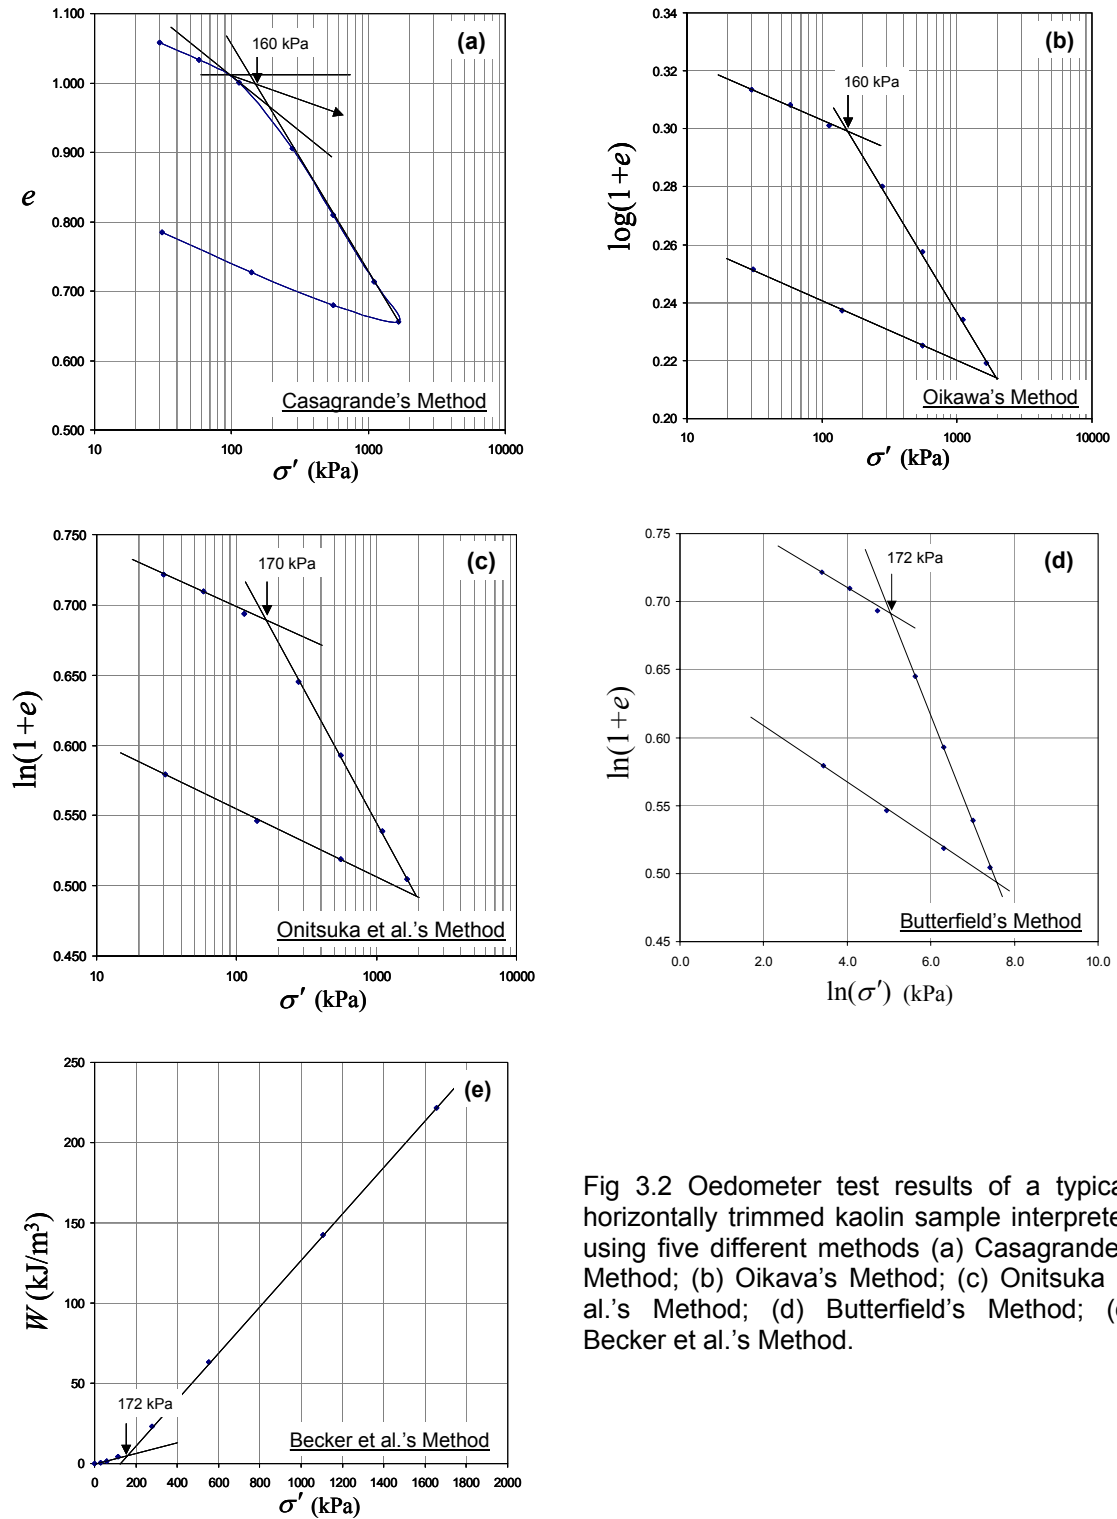 1.100
1.000
0.900
0.800
0.700
0.600
0.500
10
100
1000
10000
e
σ′ (kPa)
160 kPa
(a)
Casagrande's Method
0.34
0.32
0.30
0.28
0.26
0.24
0.22
0.20
10
100
1000
10000
log(1+e)
σ′ (kPa)
160 kPa
(b)
Oikawa's Method
0.750
0.700
0.650
0.600
0.550
0.500
0.450
10
100
1000
10000
ln(1+e)
σ′ (kPa)
170 kPa
(c)
Onitsuka et al.'s Method
0.75
0.70
0.65
0.60
0.55
0.50
0.45
0.0
2.0
4.0
6.0
8.0
10.0
ln(1+e)
ln(σ′) (kPa)
172 kPa
(d)
Butterfield's Method
250
200
150
100
50
0
0
200
400
600
800
1000
1200
1400
1600
1800
2000
W (kJ/m³)
σ′ (kPa)
172 kPa
(e)
Becker et al.'s Method
Fig 3.2 Oedometer test results of a typica
horizontally trimmed kaolin sample interprete
using five different methods (a) Casagrande
Method; (b) Oikava's Method; (c) Onitsuka
al.'s Method; (d) Butterfield's Method; (
Becker et al.'s Method.